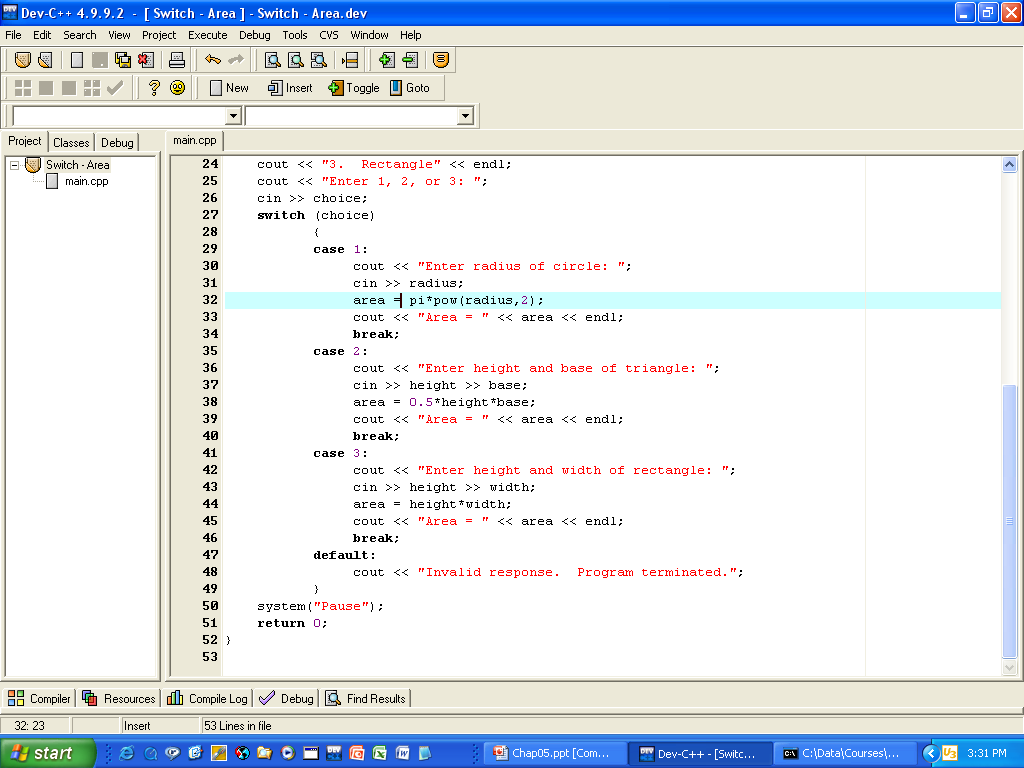 Dev-C++ 4.9.9.2 - [ Switch - Area ] - Switch - Area.dev
File Edit Search View Project Execute Debug Tools CVS Window Help
New Insert Toggle Goto
Project Classes Debug
main.cpp
Switch - Area
main.cpp
24 cout << "3.  Rectangle" << endl;
25 cout << "Enter 1, 2, or 3: ";
26 cin >> choice;
27 switch (choice)
28 {
29 case 1:
30 cout << "Enter radius of circle: ";
31 cin >> radius;
32 area = pi*pow(radius,2);
33 cout << "Area = " << area << endl;
34 break;
35 case 2:
36 cout << "Enter height and base of triangle: ";
37 cin >> height >> base;
38 area = 0.5*height*base;
39 cout << "Area = " << area << endl;
40 break;
41 case 3:
42 cout << "Enter height and width of rectangle: ";
43 cin >> height >> width;
44 area = height*width;
45 cout << "Area = " << area << endl;
46 break;
47 default:
48 cout << "Invalid response.  Program terminated.";
49 }
50 system("Pause");
51 return 0;
52 }
53
Compiler Resources Compile Log Debug Find Results
32: 23 Insert 53 Lines in file
start Chap05.ppt [Com... Dev-C++ - [Switc... C:\Data\Courses\... 3:31 PM